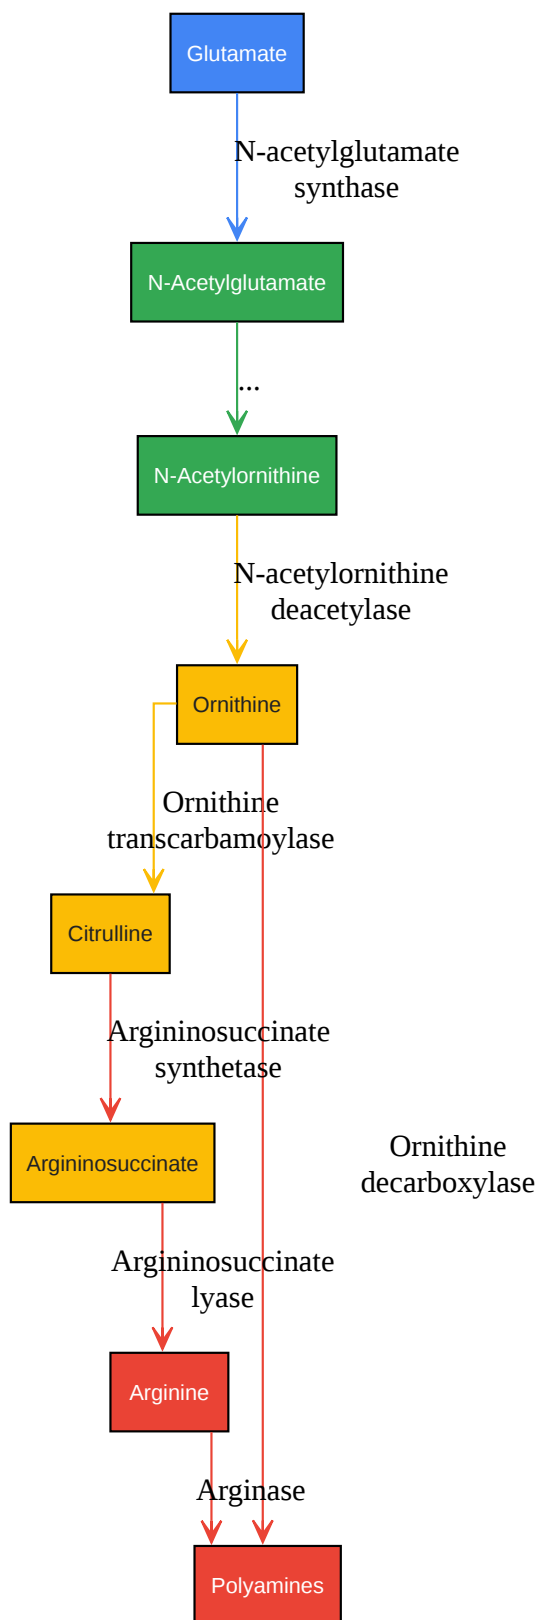 Glutamate
N-acetylglutamate
synthase
N-Acetylglutamate
...
N-Acetylornithine
N-acetylornithine
deacetylase
Ornithine
Ornithine
transcarbamoylase
Citrulline
Argininosuccinate
synthetase
Argininosuccinate
Ornithine
decarboxylase
Argininosuccinate
lyase
Arginine
Arginase
Polyamines